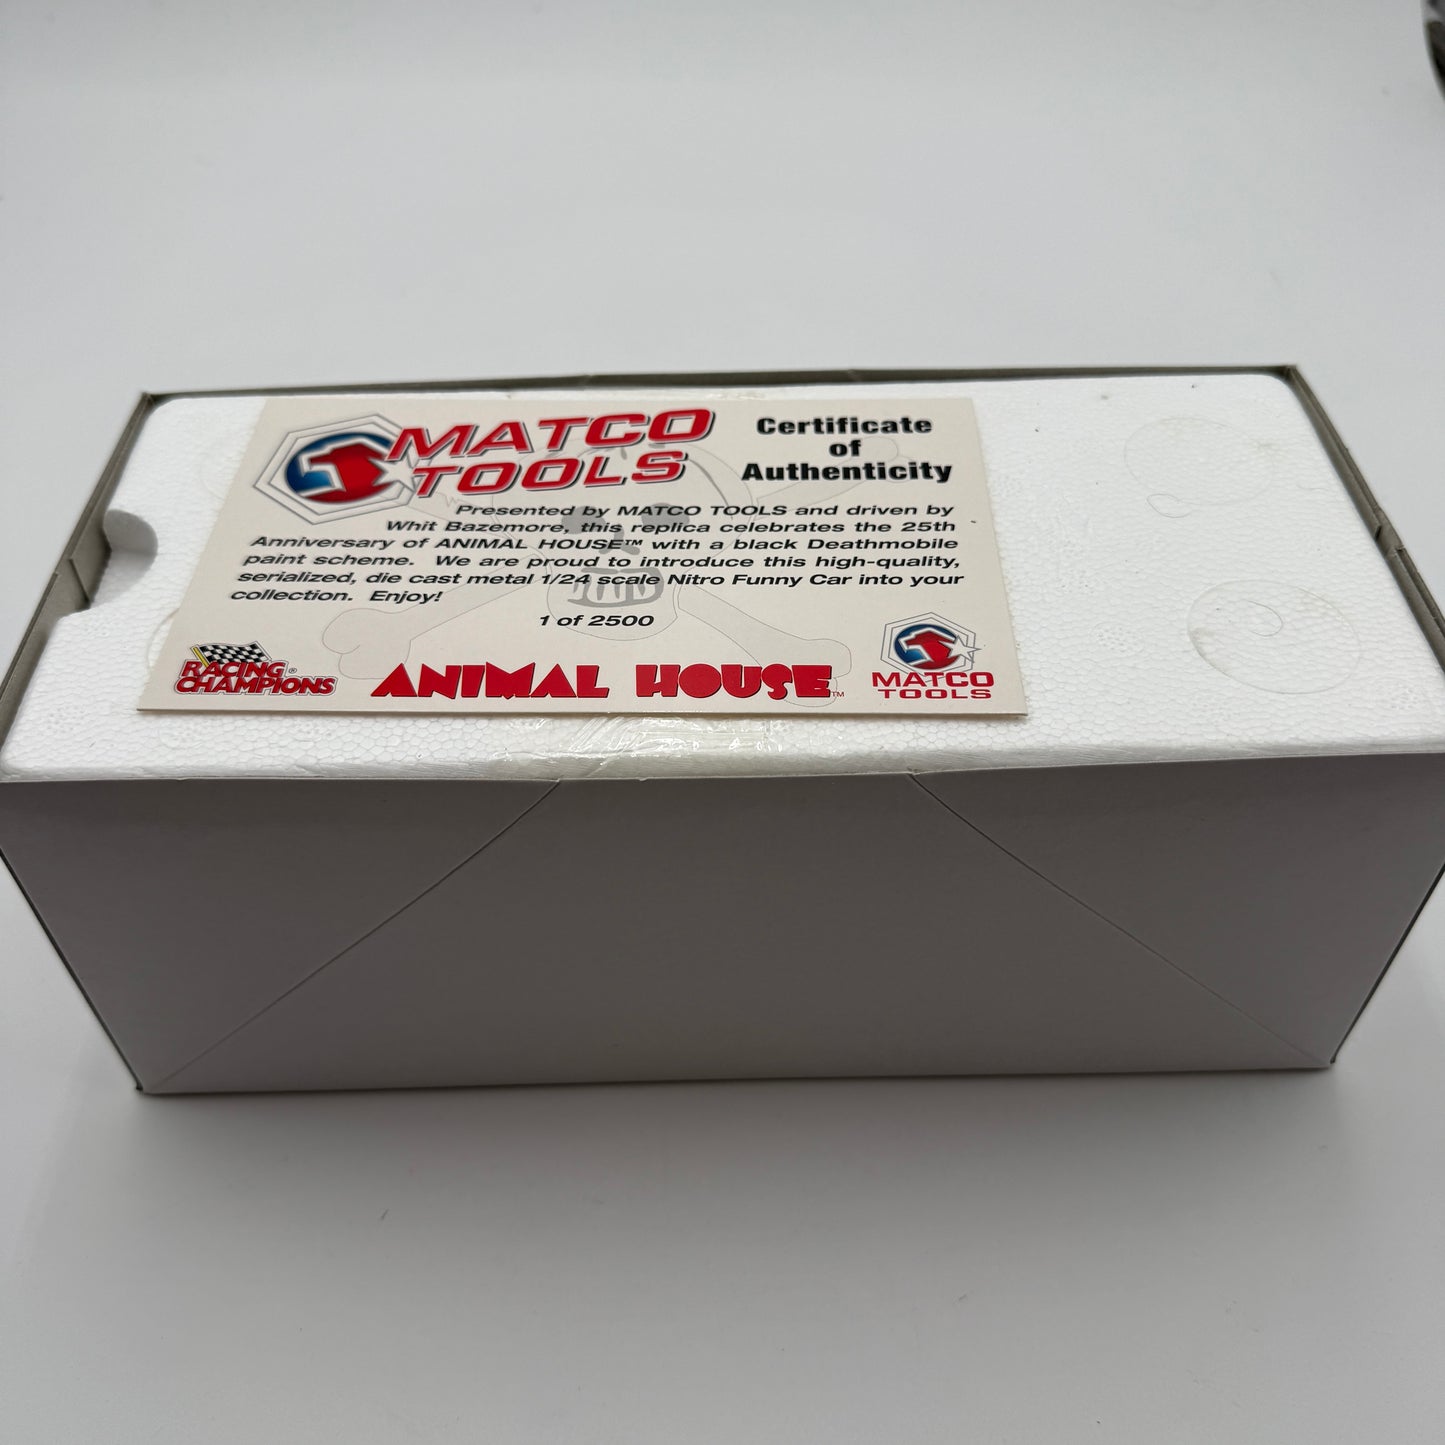 MATCO
TOOLS
Certificate
of
Authenticity
Presented by MATCO TOOLS and driven by
Whit Bazemore, this replica celebrates the 25th
Anniversary of ANIMAL HOUSE™ with a black Deathmobile
paint scheme. We are proud to introduce this high-quality,
serialized, die cast metal 1/24 scale Nitro Funny Car into your
collection. Enjoy!
1 of 2500
RACING®
CHAMPIONS
ANIMAL HOUSE™
MATCO
TOOLS